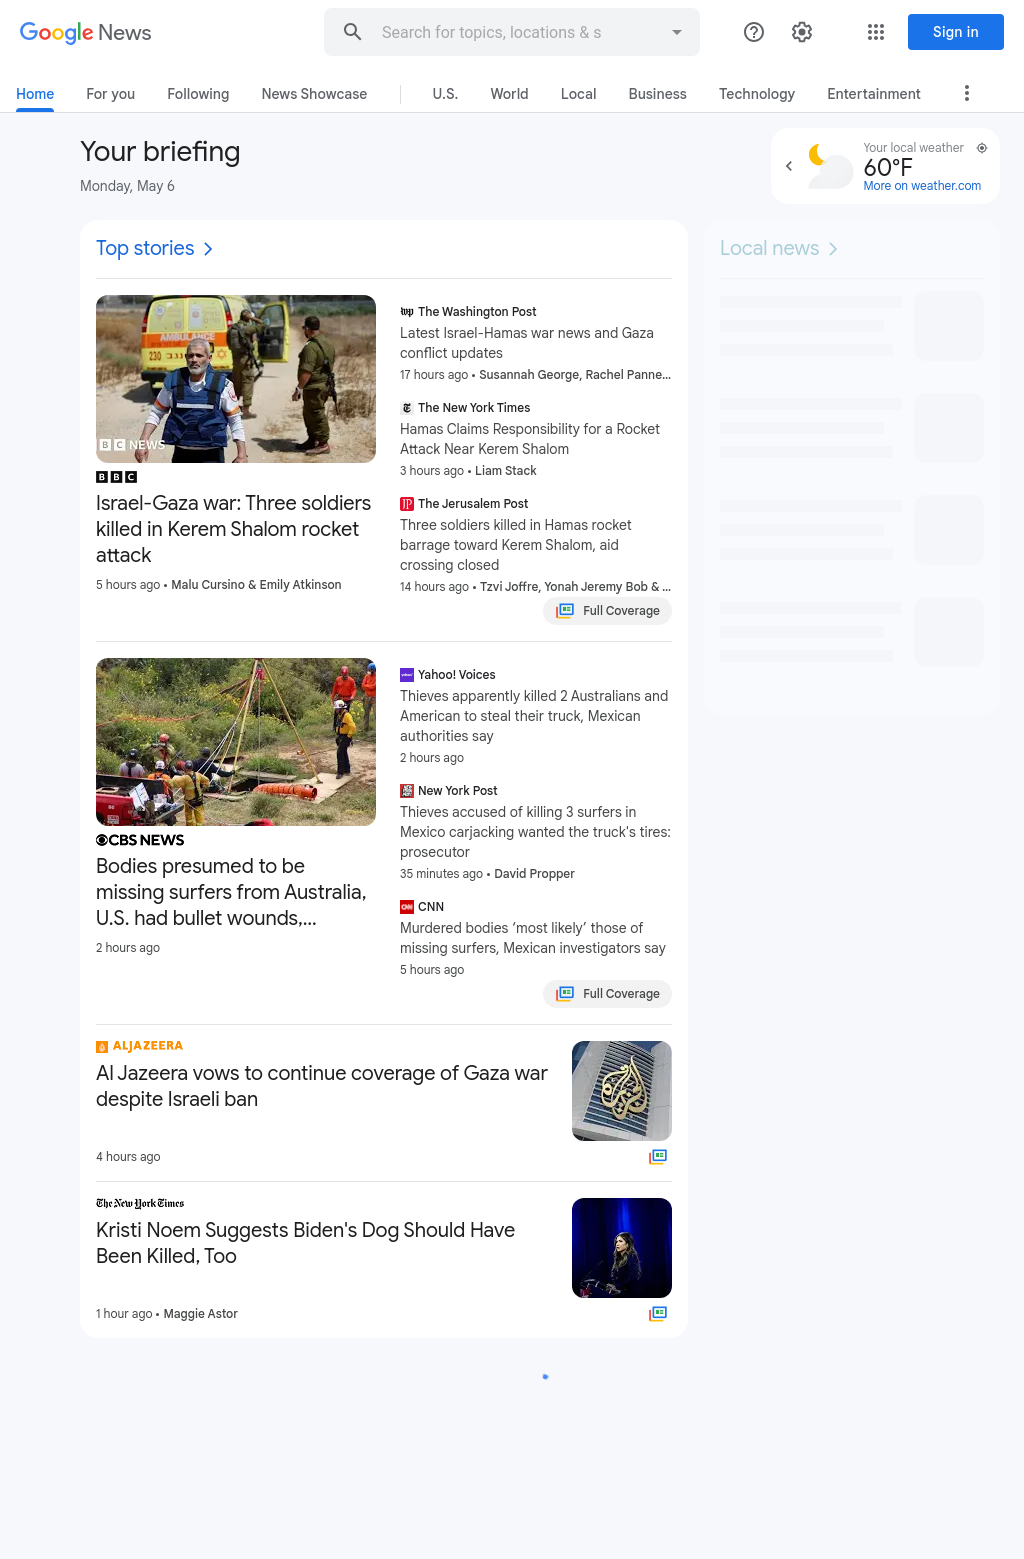 Google News
Search for topics, locations & s
Sign in
Home
For you
Following
News Showcase
U.S.
World
Local
Business
Technology
Entertainment
Your briefing
Monday, May 6
Your local weather
60°F
More on weather.com
Top stories
Local news
AMBULANCE
230
BBC NEWS
BBC
Israel-Gaza war: Three soldiers
killed in Kerem Shalom rocket
attack
5 hours ago • Malu Cursino & Emily Atkinson
wp The Washington Post
Latest Israel-Hamas war news and Gaza
conflict updates
17 hours ago • Susannah George, Rachel Panne...
The New York Times
Hamas Claims Responsibility for a Rocket
Attack Near Kerem Shalom
3 hours ago • Liam Stack
JP The Jerusalem Post
Three soldiers killed in Hamas rocket
barrage toward Kerem Shalom, aid
crossing closed
14 hours ago • Tzvi Joffre, Yonah Jeremy Bob & ...
Full Coverage
CBS NEWS
Bodies presumed to be
missing surfers from Australia,
U.S. had bullet wounds,...
2 hours ago
Yahoo! Voices
Thieves apparently killed 2 Australians and
American to steal their truck, Mexican
authorities say
2 hours ago
New York Post
Thieves accused of killing 3 surfers in
Mexico carjacking wanted the truck's tires:
prosecutor
35 minutes ago • David Propper
CNN CNN
Murdered bodies ‘most likely’ those of
missing surfers, Mexican investigators say
5 hours ago
Full Coverage
ALJAZEERA
Al Jazeera vows to continue coverage of Gaza war
despite Israeli ban
4 hours ago
The New York Times
Kristi Noem Suggests Biden's Dog Should Have
Been Killed, Too
1 hour ago • Maggie Astor